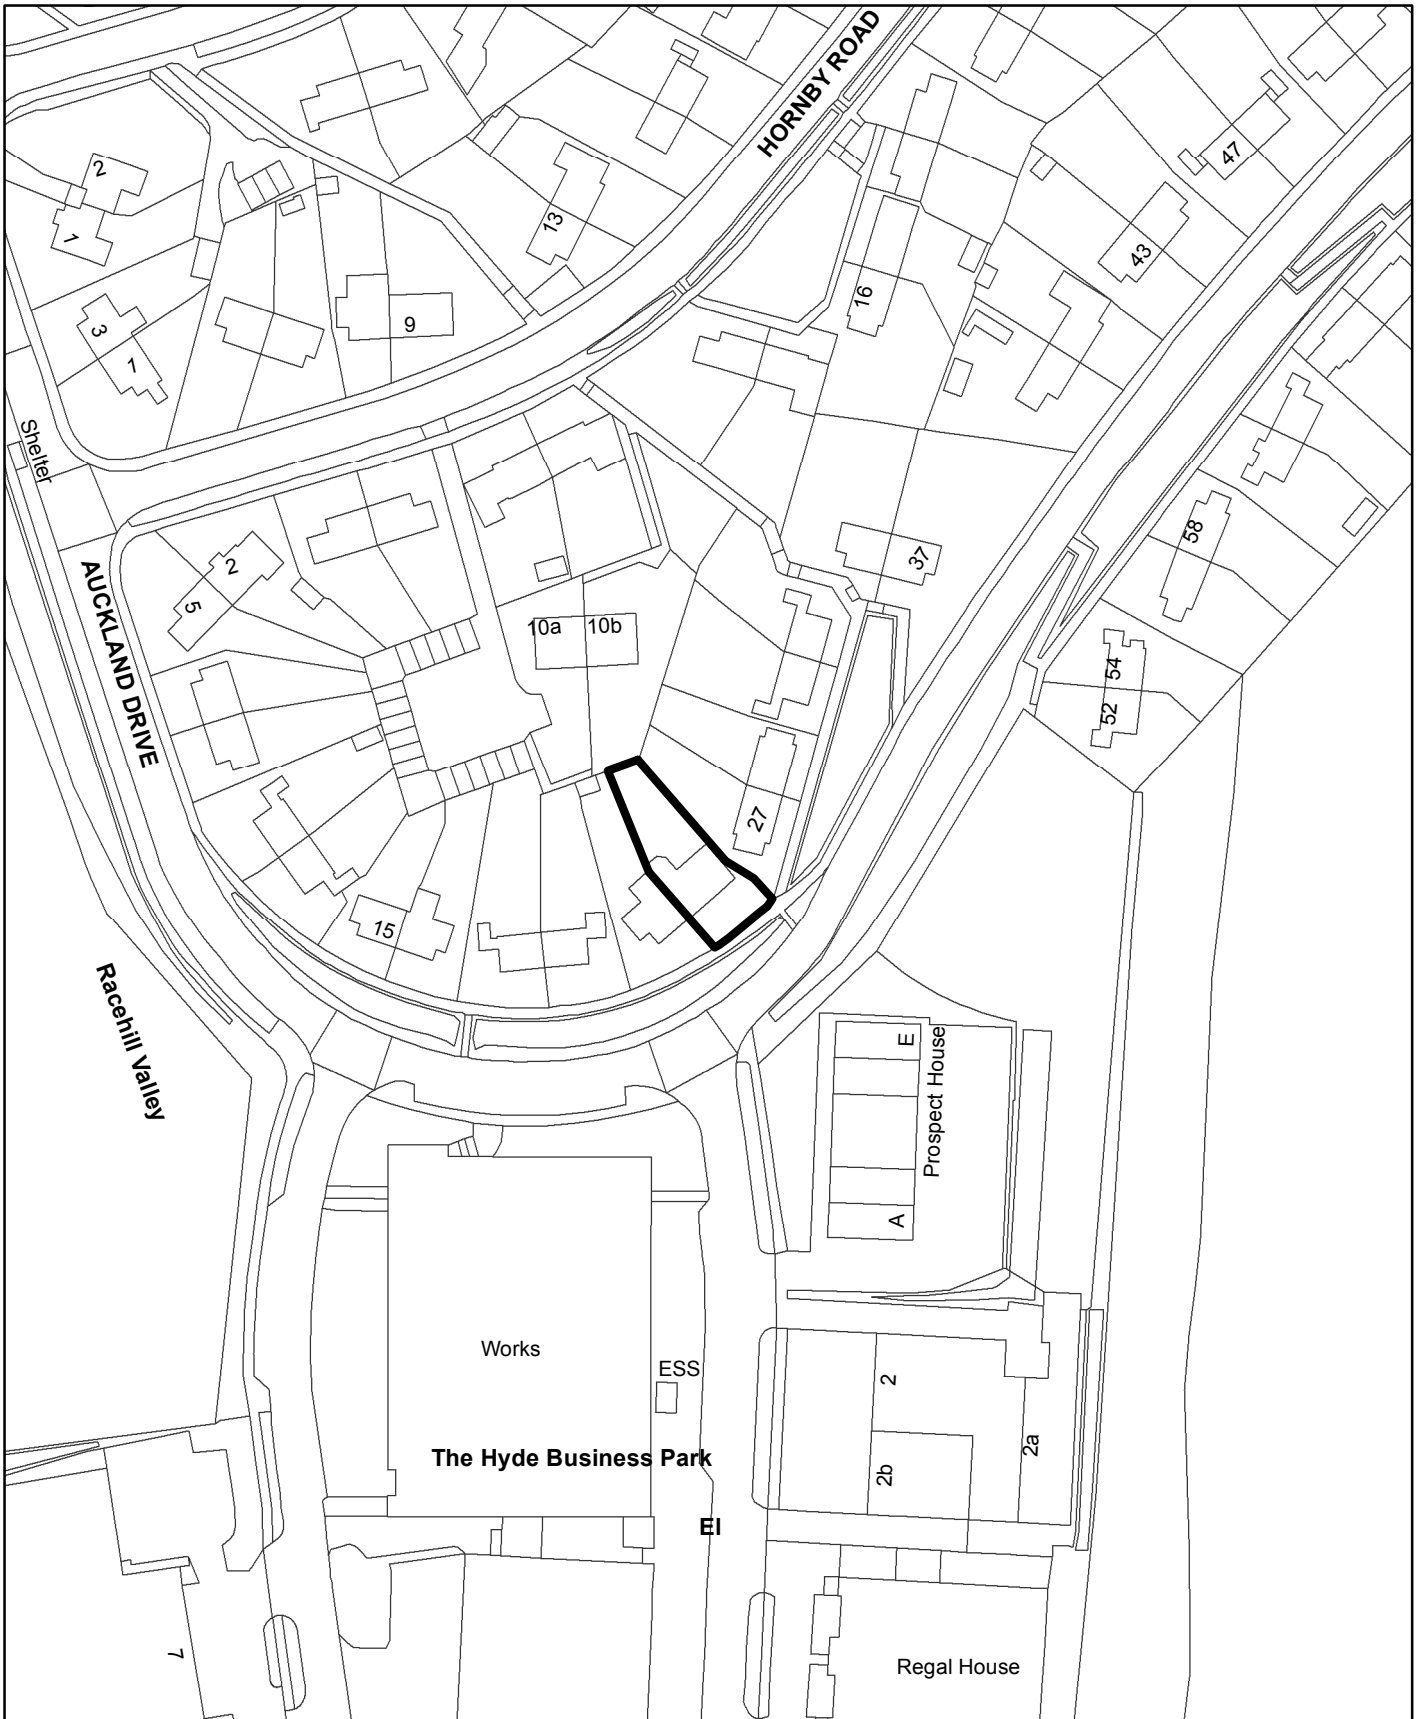 HORNBY ROAD
47
2
1
13
43
16
3
1
9
Shelter
58
37
2
5
AUCKLAND DRIVE
10a
10b
54
52
27
15
Racehill Valley
E
Prospect House
A
Works
ESS
2
2a
The Hyde Business Park
2b
El
7
Regal House